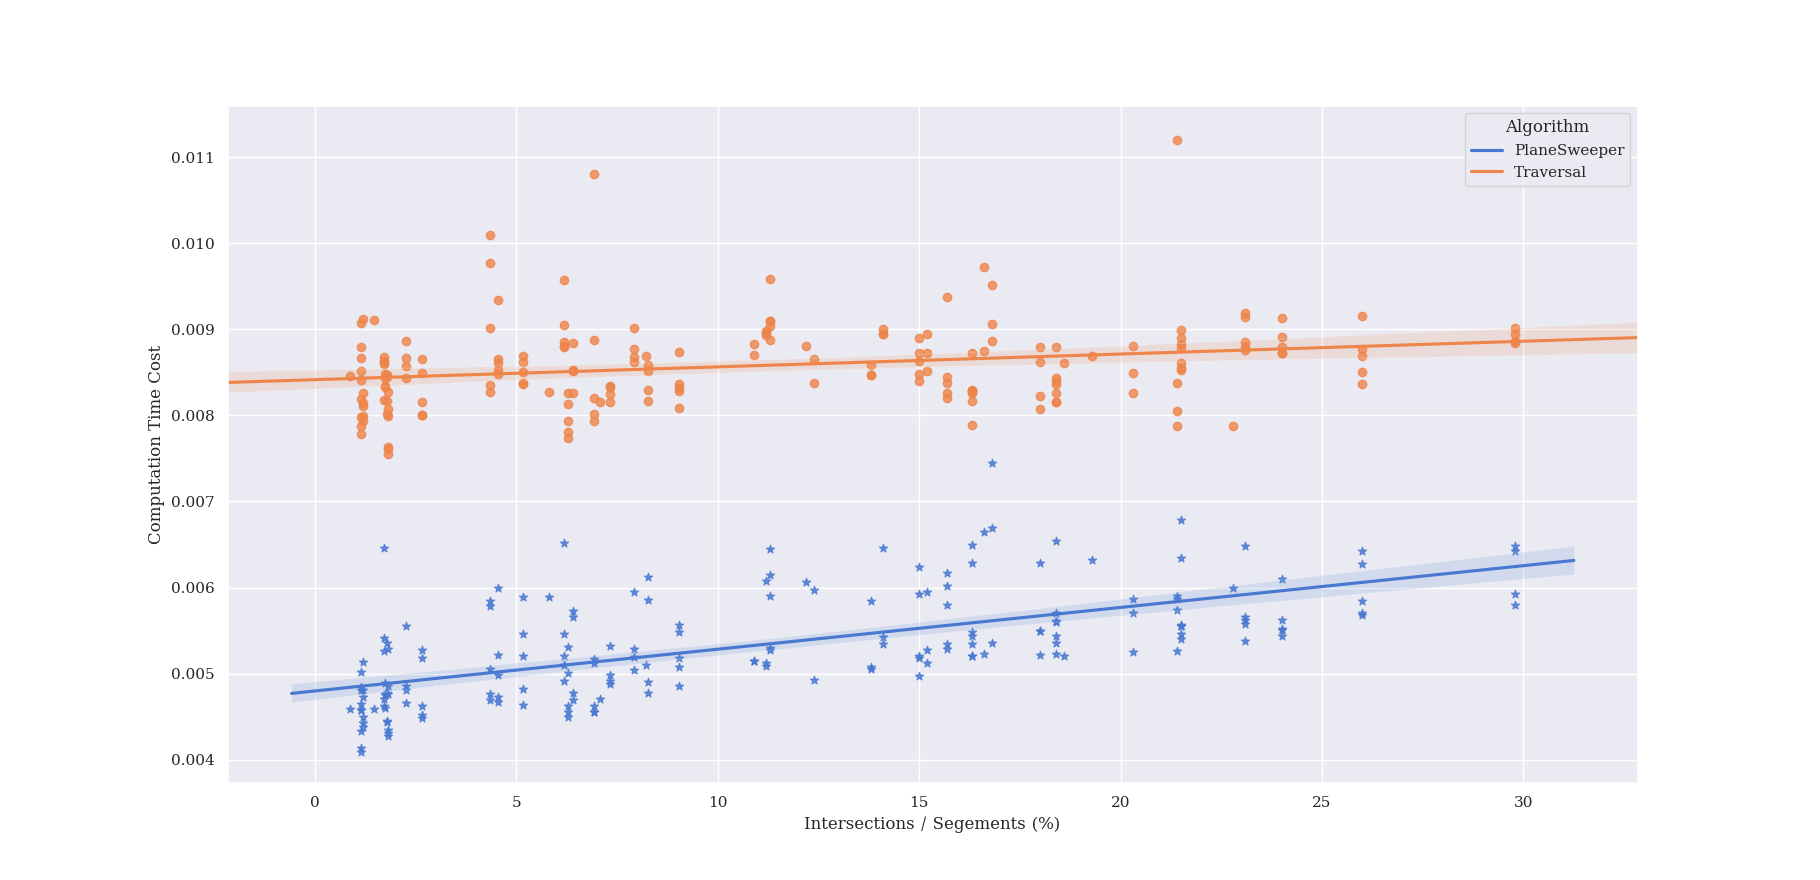 Algorithm
PlaneSweeper
Traversal
0.011
0.010
0.009
0.008
0.007
0.006
0.005
0.004
Computation Time Cost
0 5 10 15 20 25 30
Intersections / Segements (%)